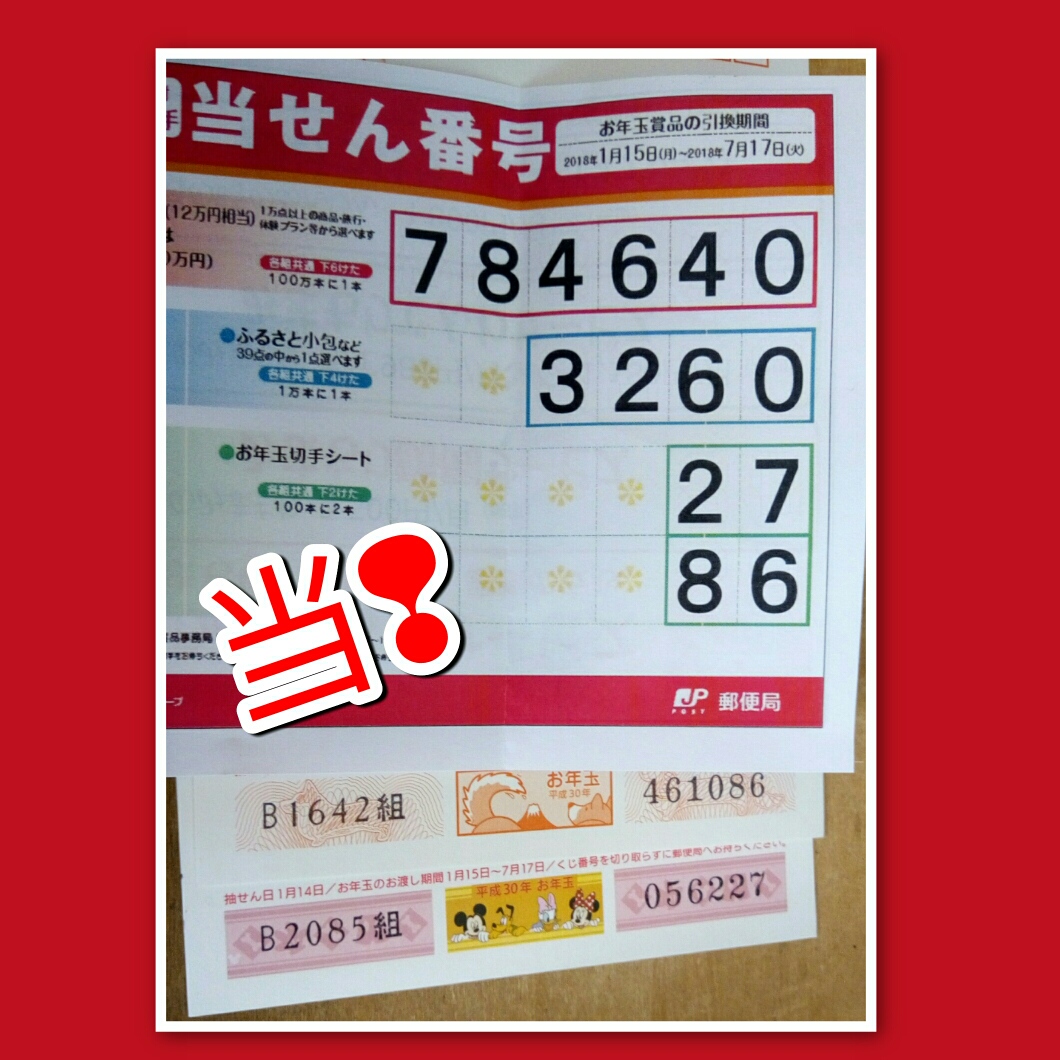 当せん番号
お年玉賞品の引換期間
2018年1月15日(月)~2018年7月17日(火)
(12万円相当)
1万点以上の商品・旅行・
体験プラン等から選べます
万円)
各組共通 下6けた
100万本に1本
784640
●ふるさと小包など
39点の中から1点選べます
各組共通 下4けた
1万本に1本
3260
●お年玉切手シート
各組共通 下2けた
100本に2本
27
86
当!
品事務局
JP
POST
郵便局
B1642組
お年玉
平成30年
461086
抽せん日1月14日/お年玉のお渡し期間1月15日~7月17日/くじ番号を切り取らずに郵便局へお持ちください。
B2085組
平成30年 お年玉
056227